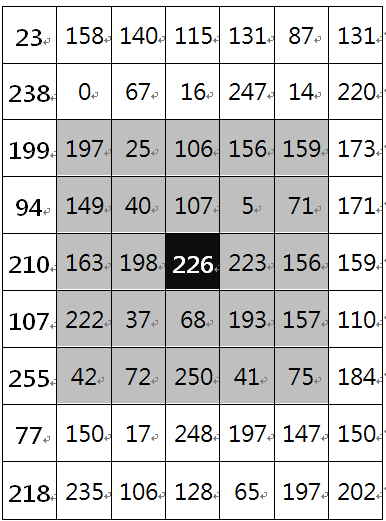 23 158 140 115 131 87 131
238 0 67 16 247 14 220
199 197 25 106 156 159 173
94 149 40 107 5 71 171
210 163 198 226 223 156 159
107 222 37 68 193 157 110
255 42 72 250 41 75 184
77 150 17 248 197 147 150
218 235 106 128 65 197 202